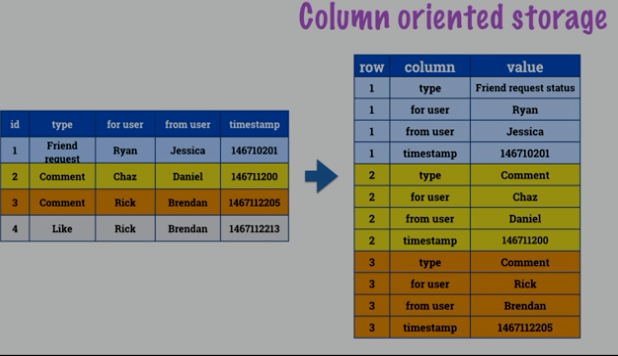 Column oriented storage
id type for user from user timestamp
1 Friend request Ryan Jessica 146710201
2 Comment Chaz Daniel 146711200
3 Comment Rick Brendan 1467112205
4 Like Rick Brendan 1467112213
row column value
1 type Friend request status
1 for user Ryan
1 from user Jessica
1 timestamp 146710201
2 type Comment
2 for user Chaz
2 from user Daniel
2 timestamp 146711200
3 type Comment
3 for user Rick
3 from user Brendan
3 timestamp 1467112205